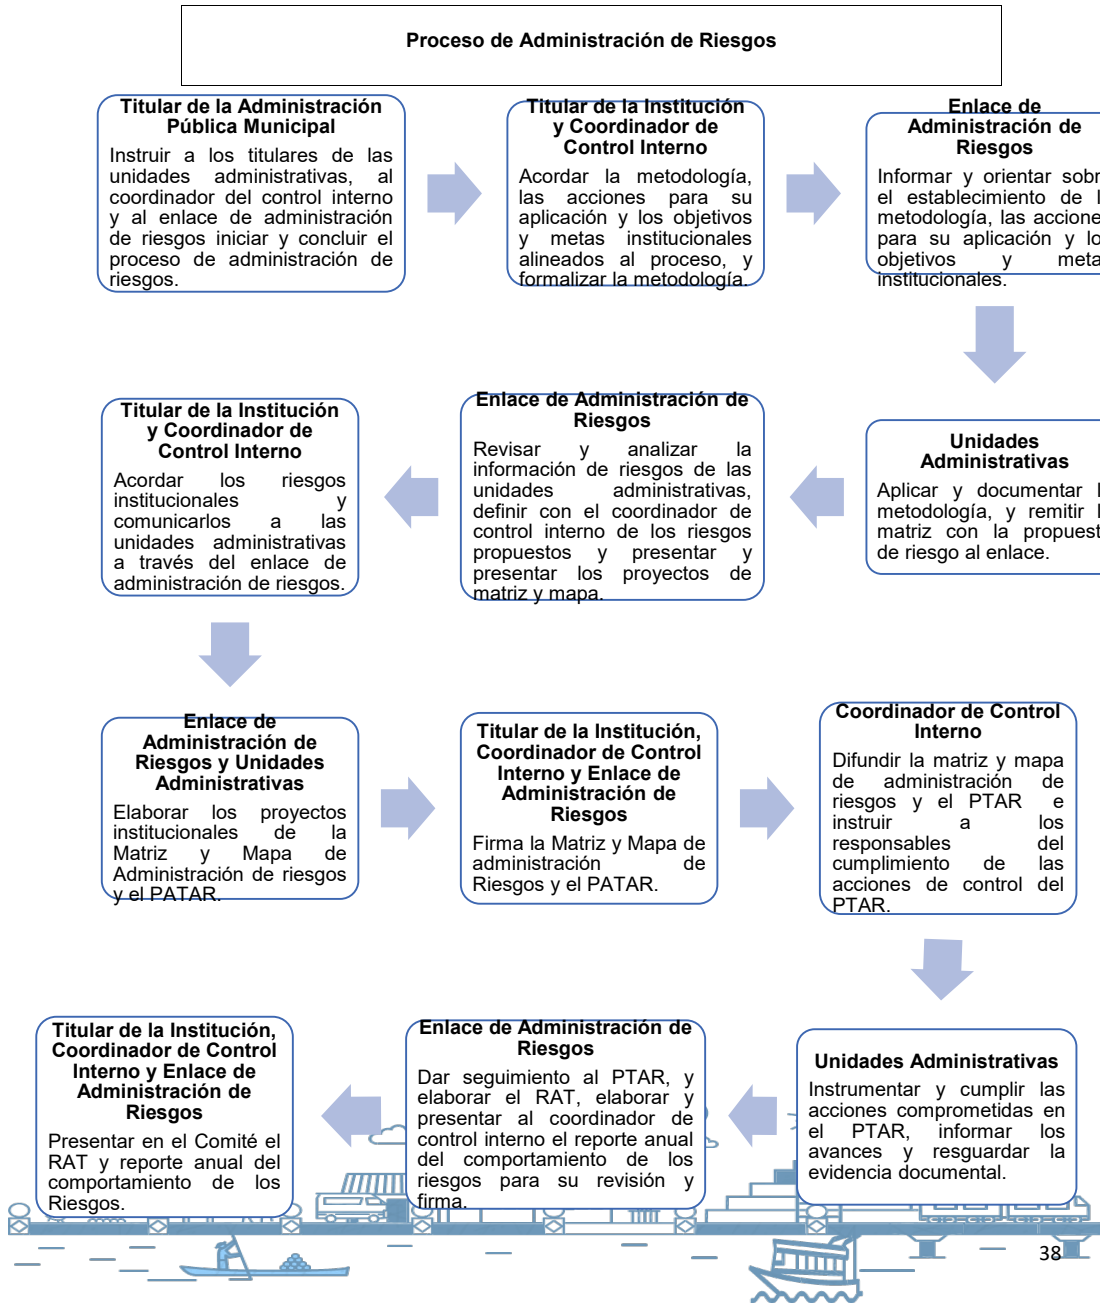 Proceso de Administración de Riesgos
Titular de la Administración
Pública Municipal
Instruir a los titulares de las
unidades administrativas, al
coordinador del control interno
y al enlace de administración
de riesgos iniciar y concluir el
proceso de administración de
riesgos.
Titular de la Institución
y Coordinador de
Control Interno
Acordar la metodología,
las acciones para su
aplicación y los objetivos
y metas institucionales
alineados al proceso, y
formalizar la metodología.
Enlace de
Administración de
Riesgos
Informar y orientar sobr
el establecimiento de l
metodología, las accione
para su aplicación y lo
objetivos y meta
institucionales.
Unidades
Administrativas
Aplicar y documentar l
metodología, y remitir l
matriz con la propuest
de riesgo al enlace.
Enlace de Administración de
Riesgos
Revisar y analizar la
información de riesgos de las
unidades administrativas,
definir con el coordinador de
control interno de los riesgos
propuestos y presentar y
presentar los proyectos de
matriz y mapa.
Titular de la Institución
y Coordinador de
Control Interno
Acordar los riesgos
institucionales y
comunicarlos a las
unidades administrativas
a través del enlace de
administración de riesgos.
Enlace de
Administración de
Riesgos y Unidades
Administrativas
Elaborar los proyectos
institucionales de la
Matriz y Mapa de
Administración de riesgos
y el PATAR.
Titular de la Institución,
Coordinador de Control
Interno y Enlace de
Administración de
Riesgos
Firma la Matriz y Mapa de
administración de
Riesgos y el PATAR.
Coordinador de Control
Interno
Difundir la matriz y mapa
de administración de
riesgos y el PTAR e
instruir a los
responsables del
cumplimiento de las
acciones de control del
PTAR.
Unidades Administrativas
Instrumentar y cumplir las
acciones comprometidas en
el PTAR, informar los
avances y resguardar la
evidencia documental.
Enlace de Administración de
Riesgos
Dar seguimiento al PTAR, y
elaborar el RAT, elaborar y
presentar al coordinador de
control interno el reporte anual
del comportamiento de los
riesgos para su revisión y
firma.
Titular de la Institución,
Coordinador de Control
Interno y Enlace de
Administración de
Riesgos
Presentar en el Comité el
RAT y reporte anual del
comportamiento de los
Riesgos.
38